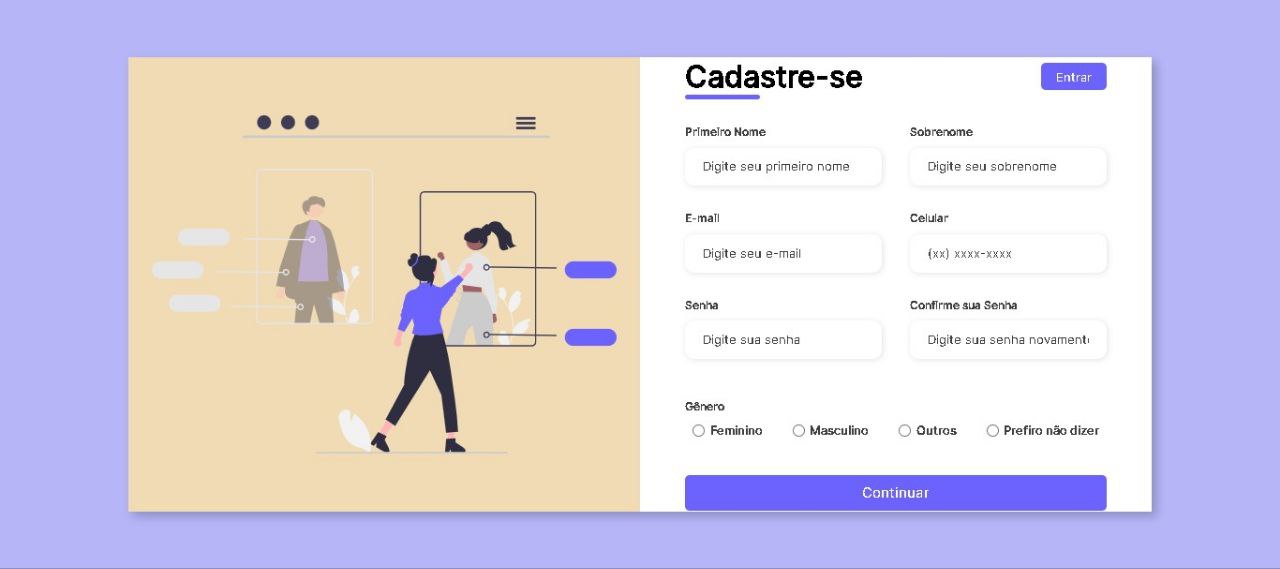 Cadastre-se
Entrar
Primeiro Nome
Sobrenome
Digite seu primeiro nome
Digite seu sobrenome
E-mail
Celular
Digite seu e-mail
(xx) xxxx-xxxx
Senha
Confirme sua Senha
Digite sua senha
Digite sua senha novament
Gênero
Feminino
Masculino
Outros
Prefiro não dizer
Continuar